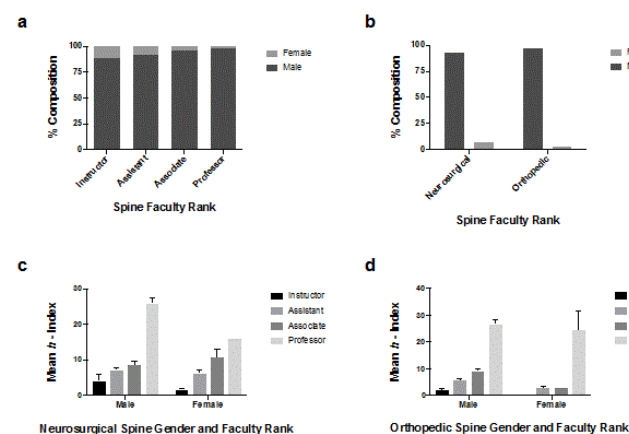 a
100
75
50
25
0
% Composition
Female
Male
Instructor
Assistant
Associate
Professor
Spine Faculty Rank
b
100
75
50
25
0
% Composition
F
Neurosurgical
Orthopedic
Spine Faculty Rank
c
30
20
10
0
Mean h - Index
Instructor
Assistant
Associate
Professor
Male
Female
Neurosurgical Spine Gender and Faculty Rank
d
40
30
20
10
0
Mean h - Index
Male
Female
Orthopedic Spine Gender and Faculty Rank